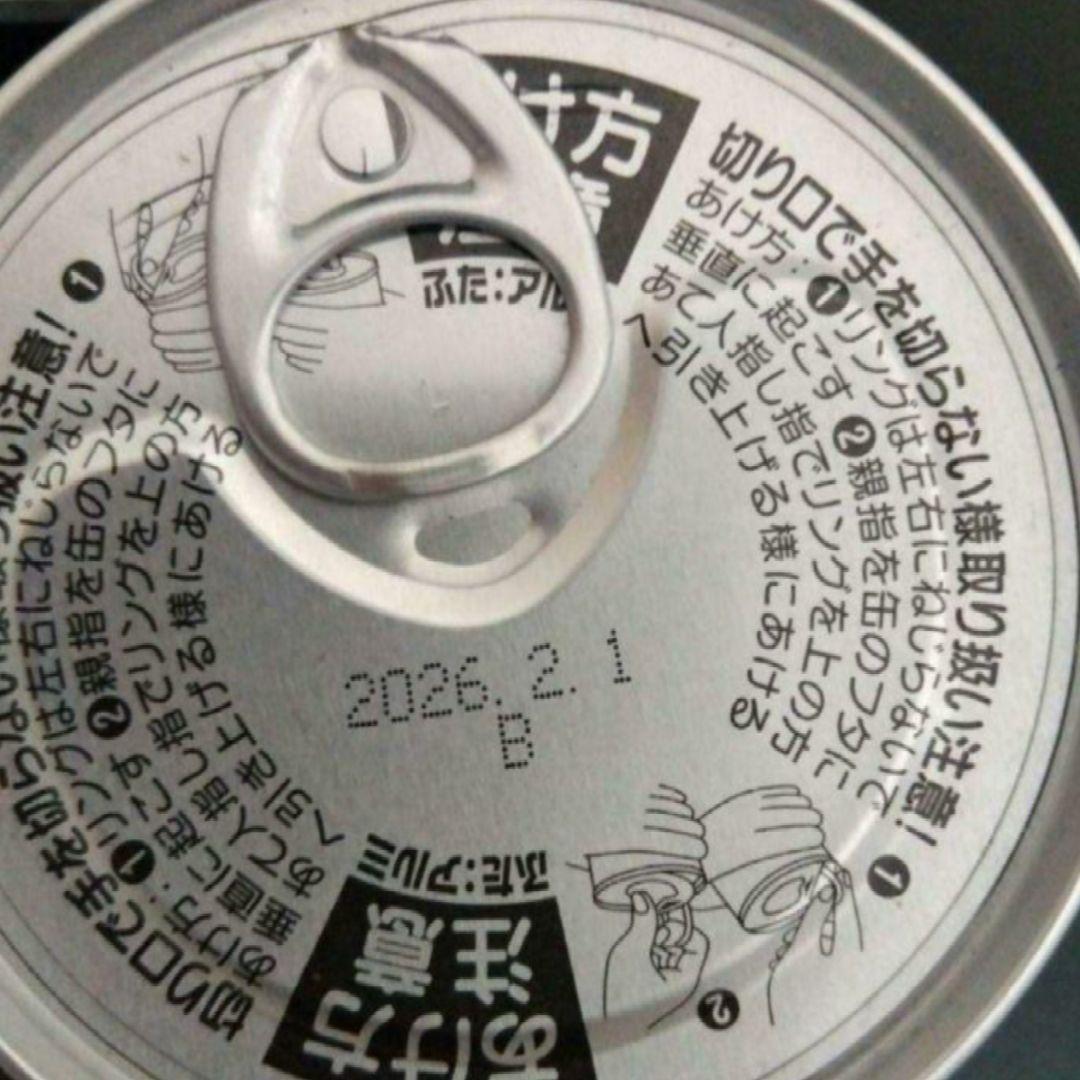 け方
ふた:アル
切り口で手を切らない様取り扱い注意!
あけ方:❶リングは左右にねじらないで
垂直に起こす❷親指を缶のフタに
あて人指し指でリングを上の方
へ引き上げる様にあける
❶
2026.2.1
B
❶
❷
あけ方
注意
ふた:アルミ
切り口で手を切らない様取り扱い注意!
あけ方:❶リングは左右にねじらないで
垂直に起こす❷親指を缶のフタに
あて人指し指でリングを上の方
へ引き上げる様にあける